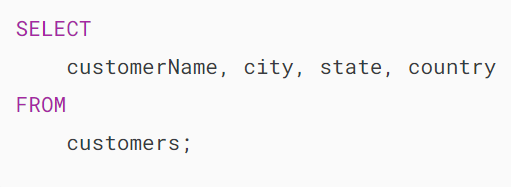 SELECT
    customerName, city, state, country
FROM
    customers;